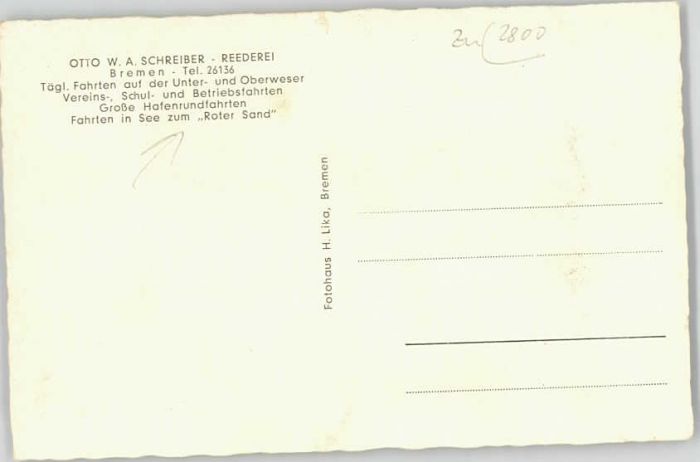 OTTO W. A. SCHREIBER - REEDEREI
Bremen - Tel. 26136
Tägl. Fahrten auf der Unter- und Oberweser
Vereins-, Schul- und Betriebsfahrten
Große Hafenrundfahrten
Fahrten in See zum „Roter Sand"
Zu (2800
Fotohaus H. Lika, Bremen